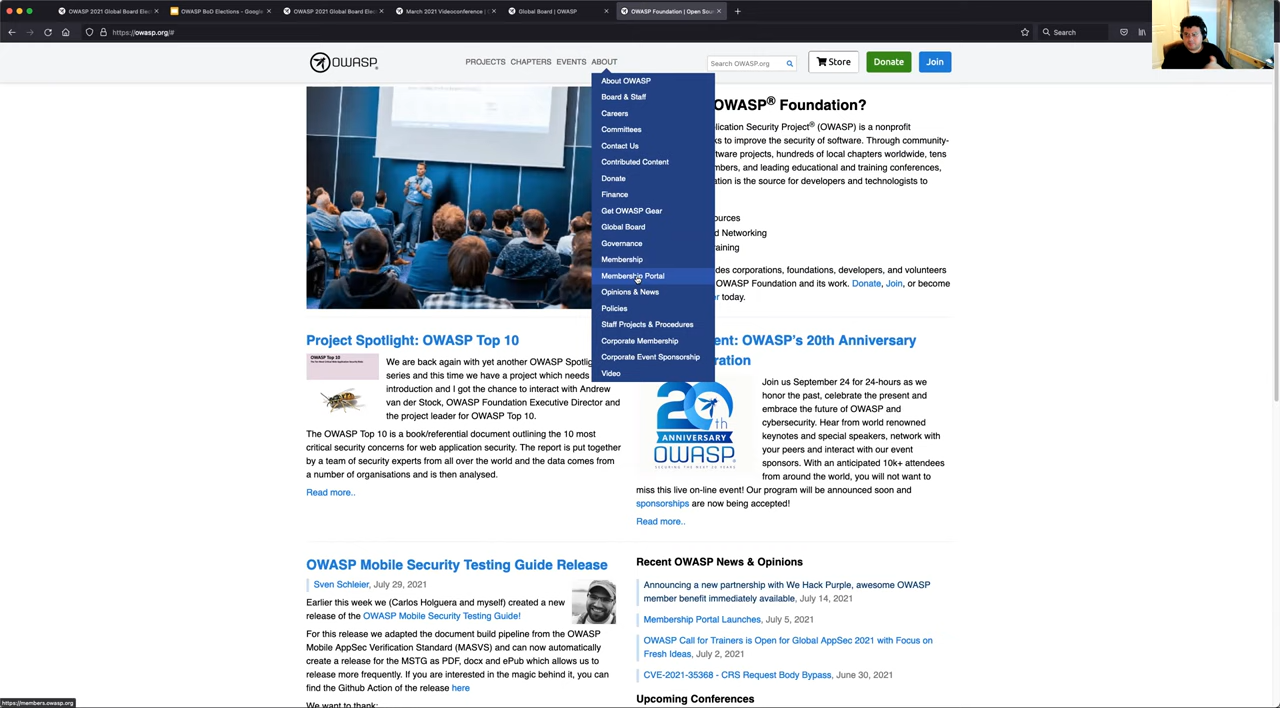 OWASP 2021 Global Board Elec
OWASP BoD Elections - Google
OWASP 2021 Global Board Elec
March 2021 Videoconference |
Global Board | OWASP
OWASP Foundation | Open Sou
https://owasp.org/#
Search
OWASP
PROJECTS CHAPTERS EVENTS ABOUT
Search OWASP.org
Store
Donate
Join
About OWASP
Board & Staff
Careers
Committees
Contact Us
Contributed Content
Donate
Finance
Get OWASP Gear
Global Board
Governance
Membership
Membership Portal
Opinions & News
Policies
Staff Projects & Procedures
Corporate Membership
Corporate Event Sponsorship
Video
OWASP® Foundation?
lication Security Project® (OWASP) is a nonprofit
ks to improve the security of software. Through community-
tware projects, hundreds of local chapters worldwide, tens
mbers, and leading educational and training conferences,
ation is the source for developers and technologists to
ources
d Networking
raining
des corporations, foundations, developers, and volunteers
OWASP Foundation and its work. Donate, Join, or become
r today.
Project Spotlight: OWASP Top 10
OWASP Top 10
We are back again with yet another OWASP Spotlig
series and this time we have a project which needs
introduction and I got the chance to interact with Andrew
van der Stock, OWASP Foundation Executive Director and
the project leader for OWASP Top 10.
The OWASP Top 10 is a book/referential document outlining the 10 most
critical security concerns for web application security. The report is put together
by a team of security experts from all over the world and the data comes from
a number of organisations and is then analysed.
Read more..
ent: OWASP's 20th Anniversary
ration
20th
ANNIVERSARY
OWASP
SECURING THE NEXT 20 YEARS
Join us September 24 for 24-hours as we
honor the past, celebrate the present and
embrace the future of OWASP and
cybersecurity. Hear from world renowned
keynotes and special speakers, network with
your peers and interact with our event
sponsors. With an anticipated 10k+ attendees
from around the world, you will not want to
miss this live on-line event! Our program will be announced soon and
sponsorships are now being accepted!
Read more..
OWASP Mobile Security Testing Guide Release
Sven Schleier, July 29, 2021
Earlier this week we (Carlos Holguera and myself) created a new
release of the OWASP Mobile Security Testing Guide!
For this release we adapted the document build pipeline from the OWASP
Mobile AppSec Verification Standard (MASVS) and can now automatically
create a release for the MSTG as PDF, docx and ePub which allows us to
release more frequently. If you are interested in the magic behind it, you can
find the Github Action of the release here
We want to thank:
Recent OWASP News & Opinions
Announcing a new partnership with We Hack Purple, awesome OWASP
member benefit immediately available, July 14, 2021
Membership Portal Launches, July 5, 2021
OWASP Call for Trainers is Open for Global AppSec 2021 with Focus on
Fresh Ideas, July 2, 2021
CVE-2021-35368 - CRS Request Body Bypass, June 30, 2021
Upcoming Conferences
https://members.owasp.org